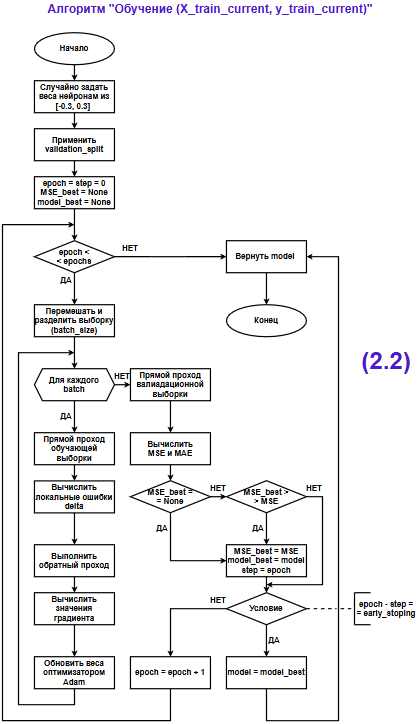 Алгоритм "Обучение (X_train_current, y_train_current)"
Начало
Случайно задать
веса нейронам из
[-0.3, 0.3]
Применить
validation_split
epoch = step = 0
MSE_best = None
model_best = None
epoch <
< epochs
НЕТ
ДА
Вернуть model
Конец
Перемешать и
разделить выборку
(batch_size)
(2.2)
Для каждого
batch
НЕТ
ДА
Прямой проход
валиадационной
выборки
Прямой проход
обучающей
выборки
Вычислить
MSE и MAE
Вычислить
локальные ошибки
delta
MSE_best =
= None
НЕТ
ДА
MSE_best >
> MSE
НЕТ
ДА
Выполнить
обратный проход
MSE_best = MSE
model_best = model
step = epoch
Вычислить
значения
градиента
НЕТ
Условие
ДА
epoch - step =
= early_stoping
Обновить веса
оптимизатором
Adam
epoch = epoch + 1
model = model_best